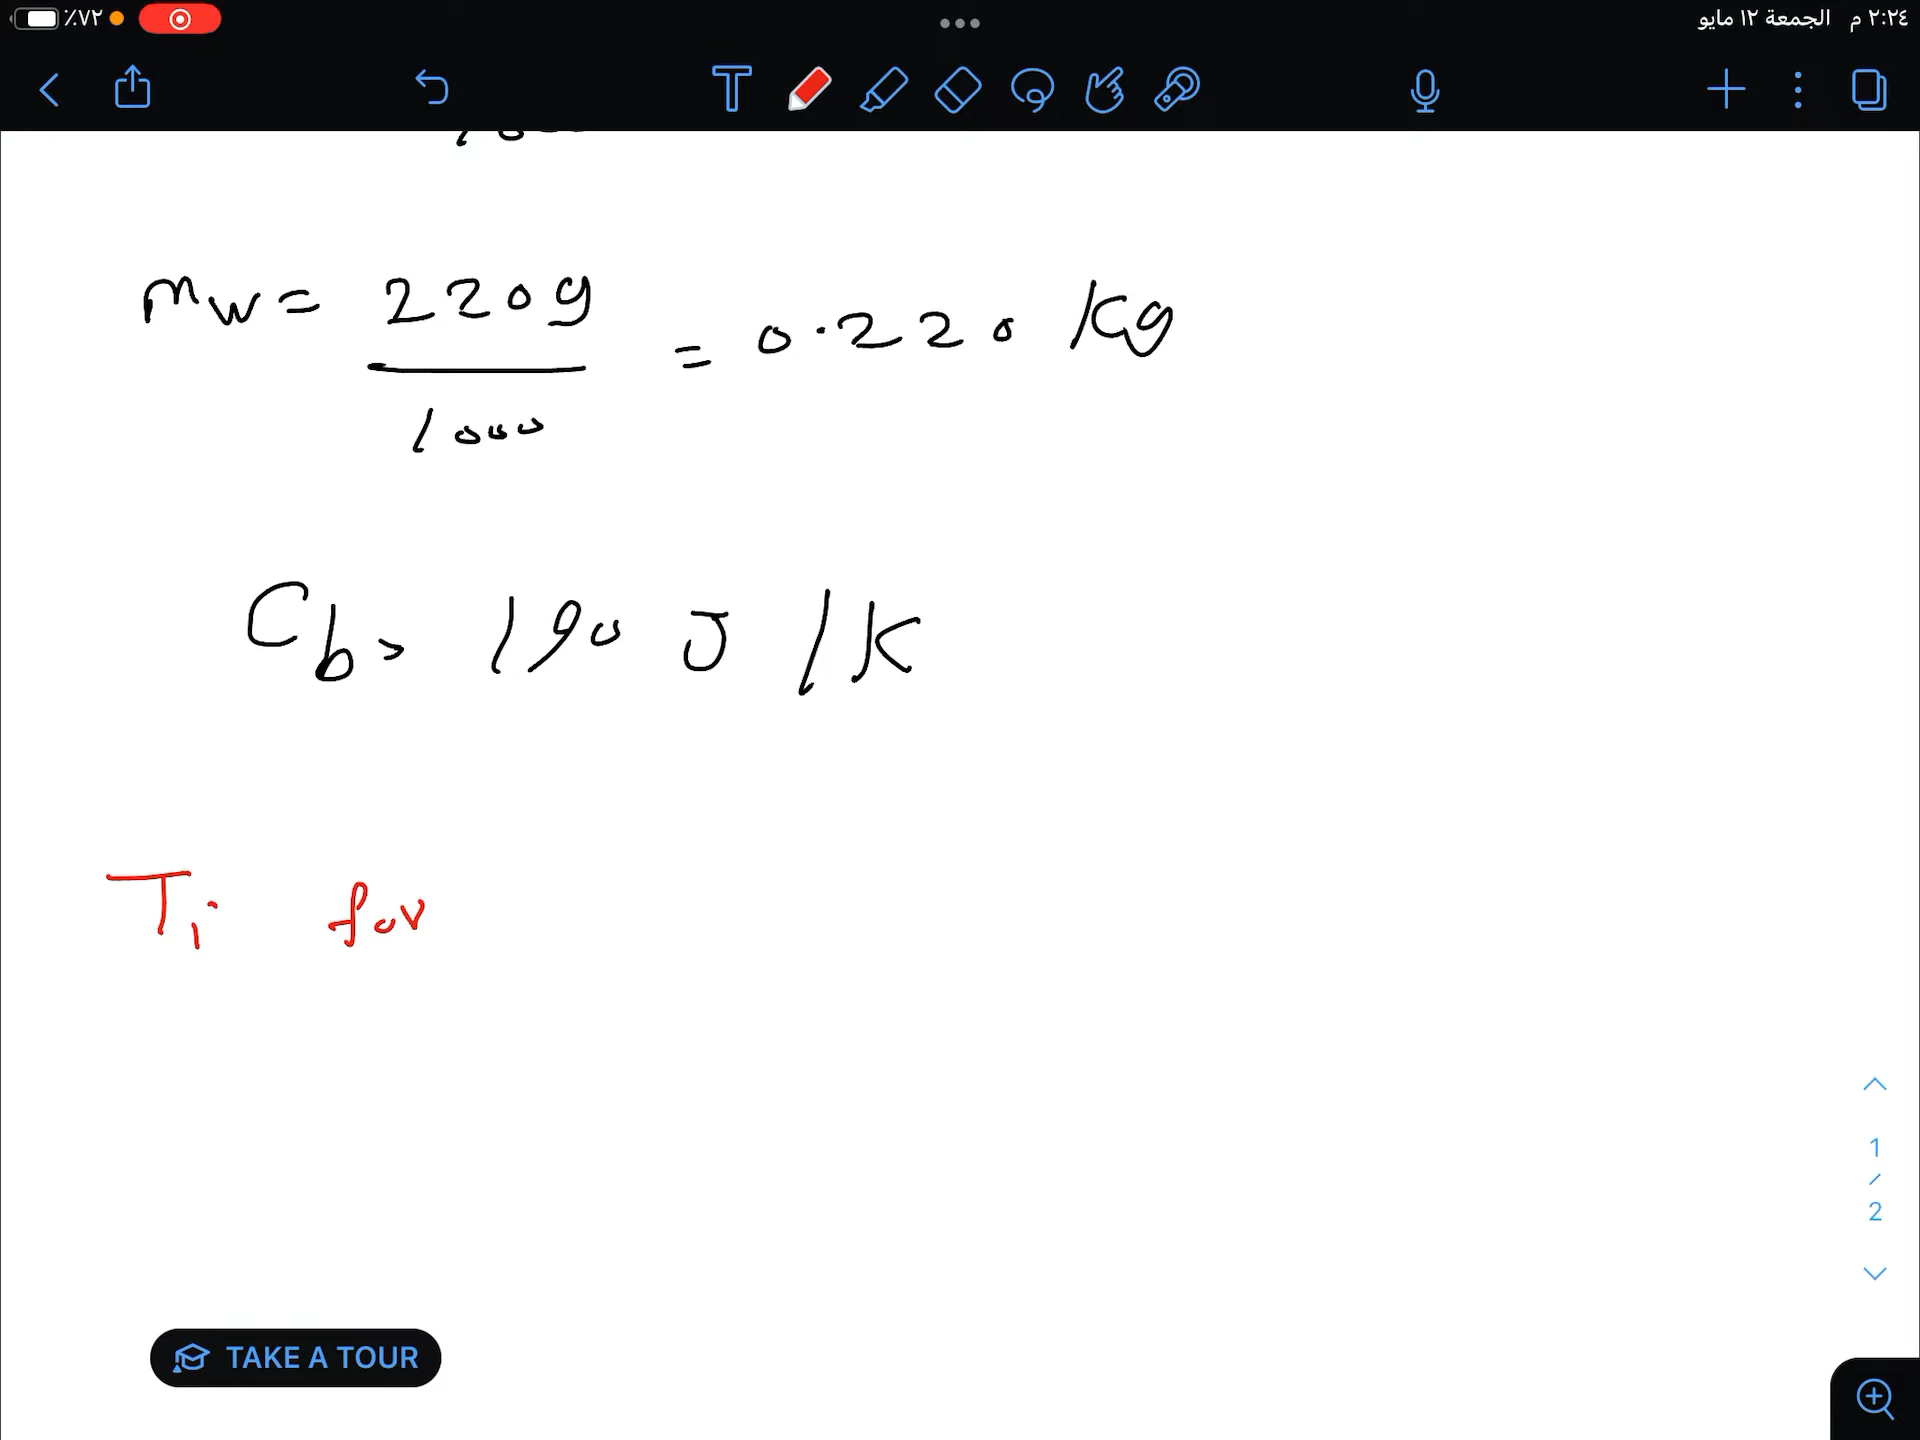 ٪٧٢
٢:٢٤ م الجمعة ١٢ مايو
mw = 220g
1000
= 0.220 Kg
Cb = 190 J/K
Ti for
1
/
2
TAKE A TOUR